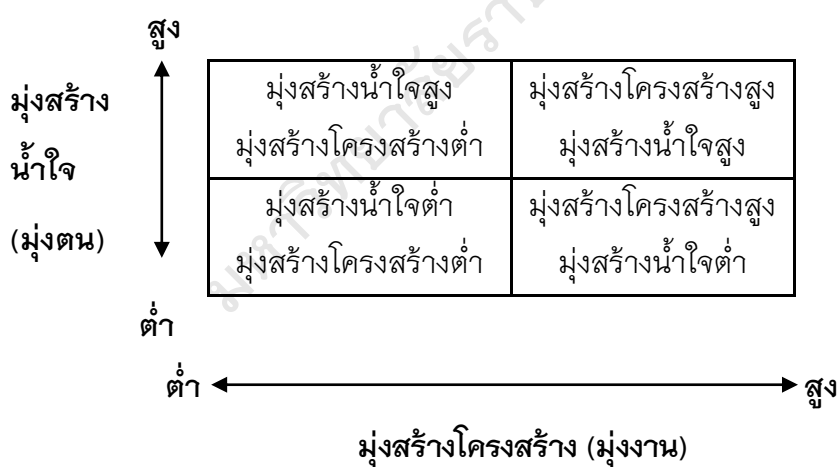 สูง
มุ่งสร้าง
น้ำใจ
(มุ่งตน)
มุ่งสร้างน้ำใจสูง
มุ่งสร้างโครงสร้างต่ำ
มุ่งสร้างโครงสร้างสูง
มุ่งสร้างน้ำใจสูง
มุ่งสร้างน้ำใจต่ำ
มุ่งสร้างโครงสร้างต่ำ
มุ่งสร้างโครงสร้างสูง
มุ่งสร้างน้ำใจต่ำ
ต่ำ
ต่ำ
สูง
มุ่งสร้างโครงสร้าง (มุ่งงาน)